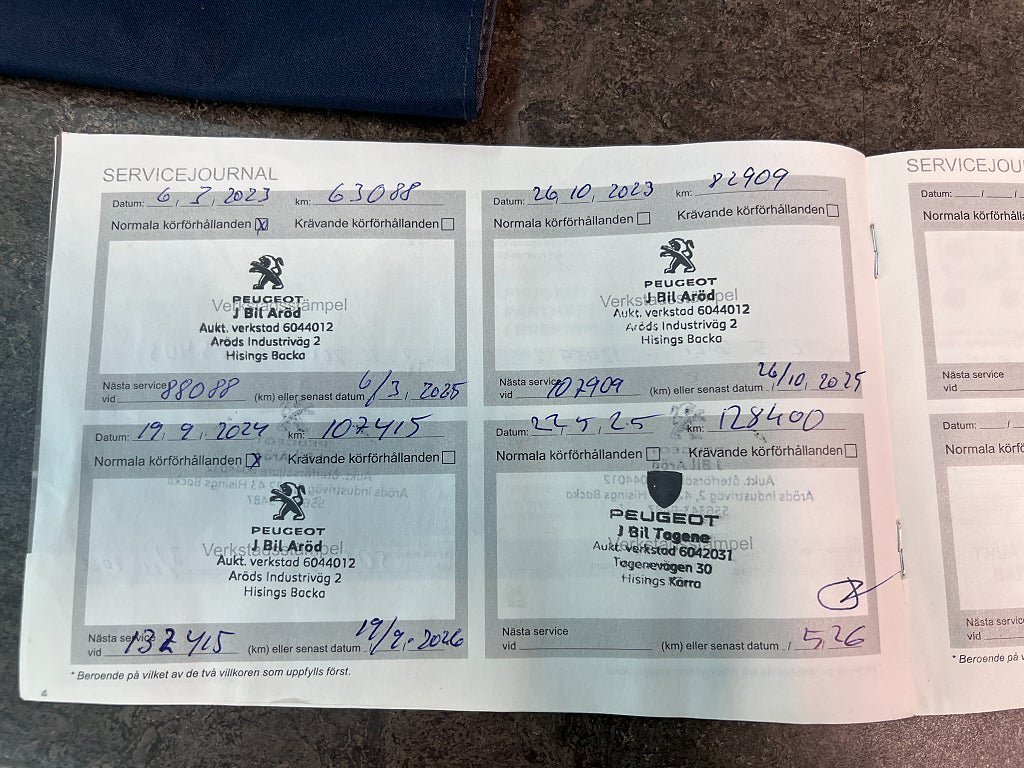 SERVICEJOURNAL
Datum: 6, 3, 2023 km: 63088
Normala körförhållanden X Krävande körförhållanden
Verkstadsstämpel
PEUGEOT
J Bil Aröd
Aukt. verkstad 6044012
Aröds Industriväg 2
Hisings Backa
Nästa service vid 88088 (km) eller senast datum 6/3, 2025
Datum: 26, 10, 2023 km: 82909
Normala körförhållanden Krävande körförhållanden
Verkstadsstämpel
PEUGEOT
J Bil Aröd
Aukt. verkstad 6044012
Aröds Industriväg 2
Hisings Backa
Nästa service vid 107909 (km) eller senast datum 26/10, 2025
Datum: 19, 9, 2024 km: 107415
Normala körförhållanden X Krävande körförhållanden
Verkstadsstämpel
PEUGEOT
J Bil Aröd
Aukt. verkstad 6044012
Aröds Industriväg 2
Hisings Backa
Nästa service vid 132415 (km) eller senast datum 19/9, 2026
Datum: 22, 5, 25 km: 128400
Normala körförhållanden Krävande körförhållanden
Verkstadsstämpel
PEUGEOT
J Bil Tagene
Aukt. verkstad 6042031
Tagenevägen 30
Hisings Kärra
Nästa service vid (km) eller senast datum / 5, 26
* Beroende på vilket av de två villkoren som uppfylls först.
4
SERVICEJOU
Datum: / /
Normala körförhålla
Nästa service
vid
Datum: / /
Normala körförhå
Nästa service
vid
* Beroende på v